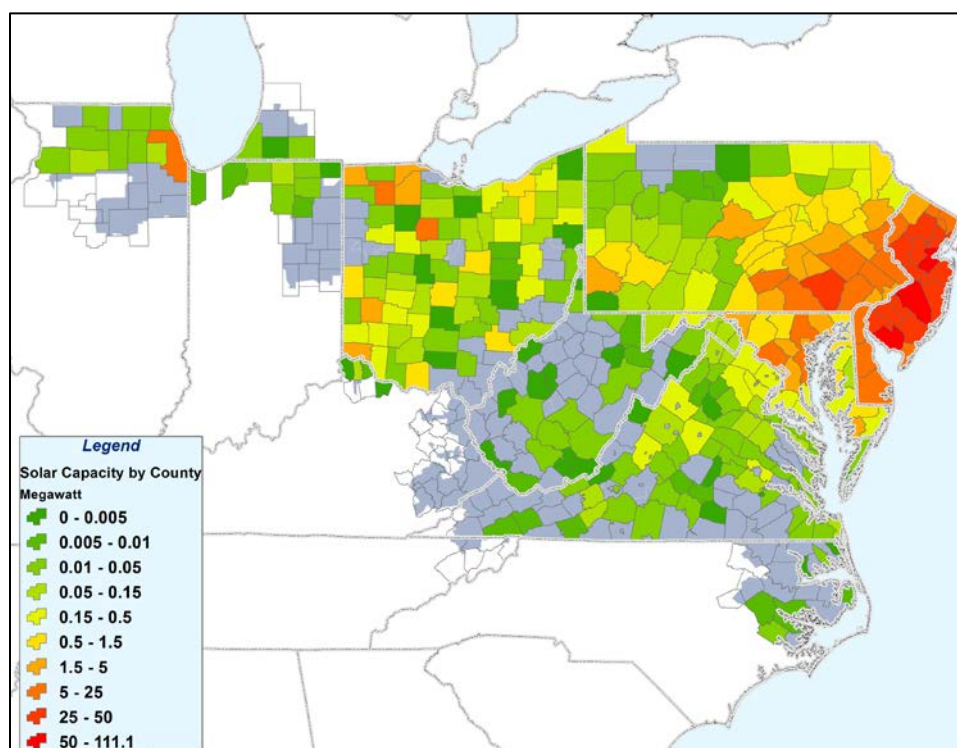 Legend
Solar Capacity by County
Megawatt
0 - 0.005
0.005 - 0.01
0.01 - 0.05
0.05 - 0.15
0.15 - 0.5
0.5 - 1.5
1.5 - 5
5 - 25
25 - 50
50 - 111.1